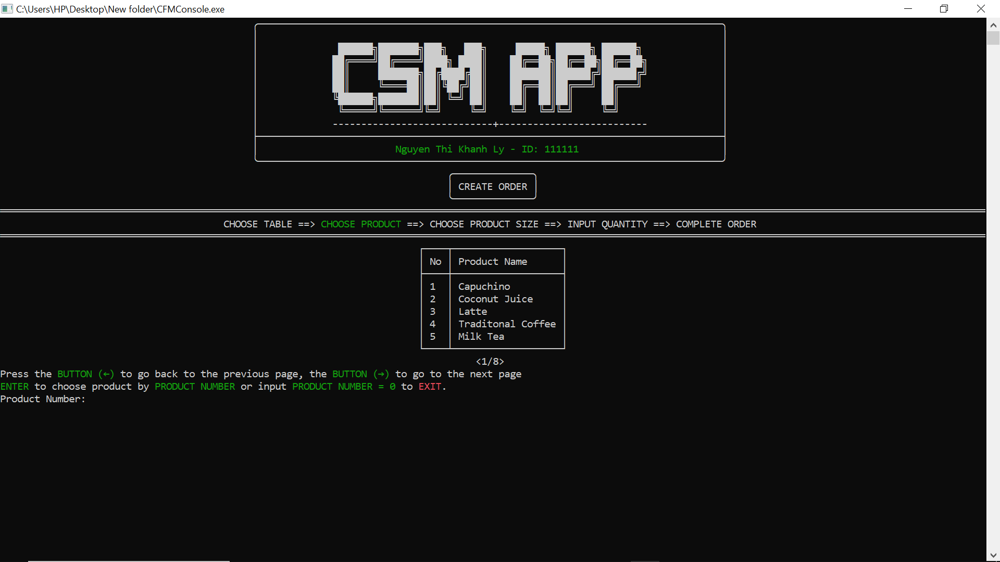 C:\Users\HP\Desktop\New folder\CFMConsole.exe
CSM APP
---------------------------+--------------------------
Nguyen Thi Khanh Ly - ID: 111111
CREATE ORDER
CHOOSE TABLE ==> CHOOSE PRODUCT ==> CHOOSE PRODUCT SIZE ==> INPUT QUANTITY ==> COMPLETE ORDER
No Product Name
1 Capuchino
2 Coconut Juice
3 Latte
4 Traditonal Coffee
5 Milk Tea
<1/8>
Press the BUTTON (←) to go back to the previous page, the BUTTON (→) to go to the next page
ENTER to choose product by PRODUCT NUMBER or input PRODUCT NUMBER = 0 to EXIT.
Product Number: